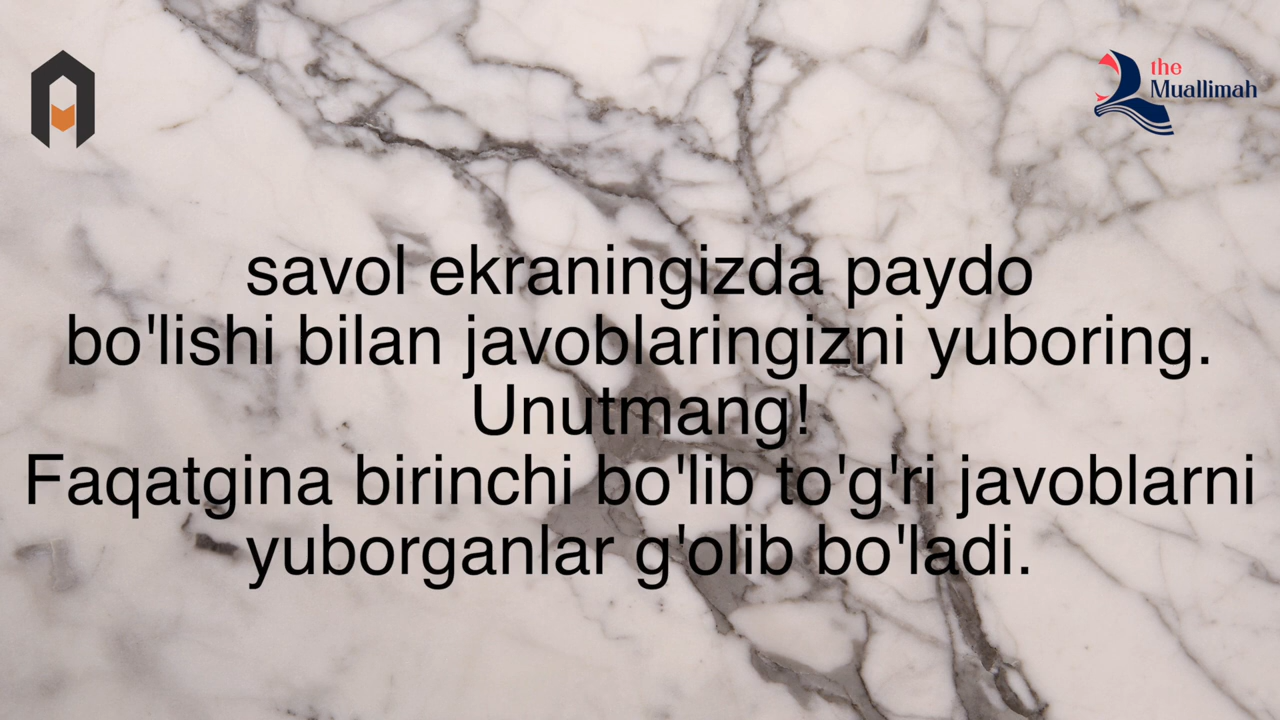 the
Muallimah
savol ekraningizda paydo
bo'lishi bilan javoblaringizni yuboring.
Unutmang!
Faqatgina birinchi bo'lib to'g'ri javoblarni
yuborganlar g'olib bo'ladi.